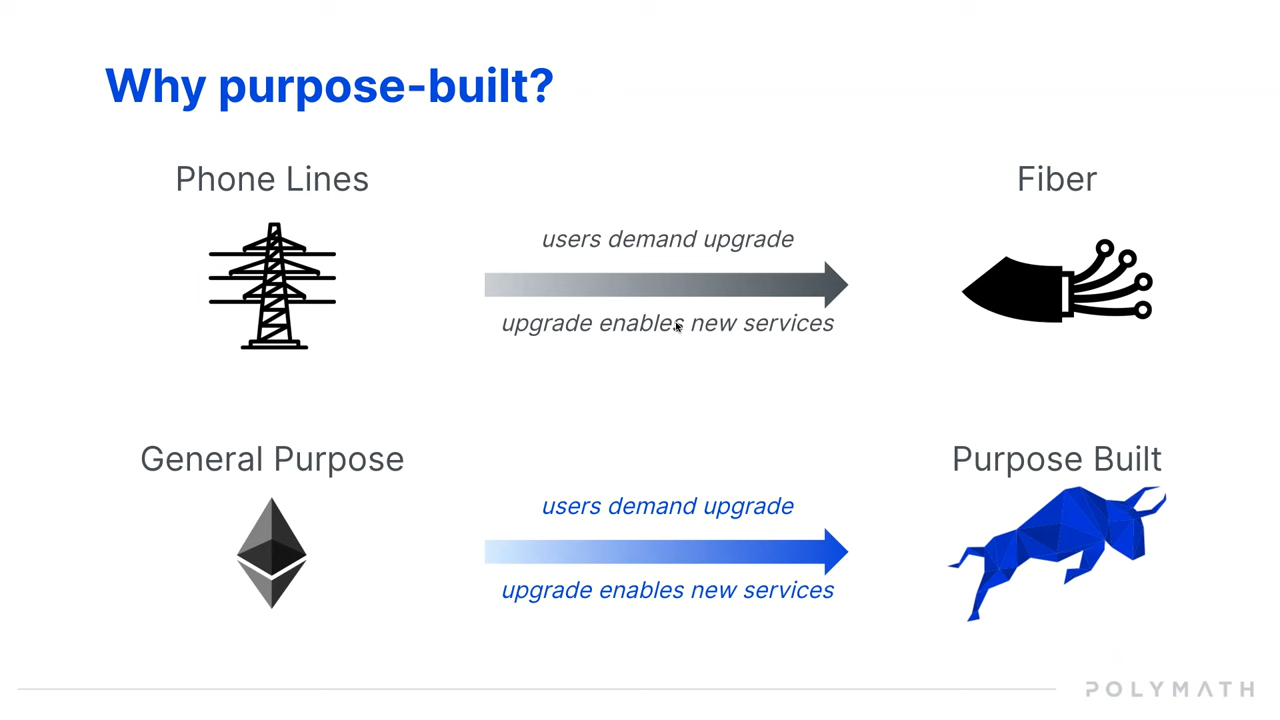 Why purpose-built?
Phone Lines
Fiber
users demand upgrade
upgrade enables new services
General Purpose
Purpose Built
users demand upgrade
upgrade enables new services
POLYMATH